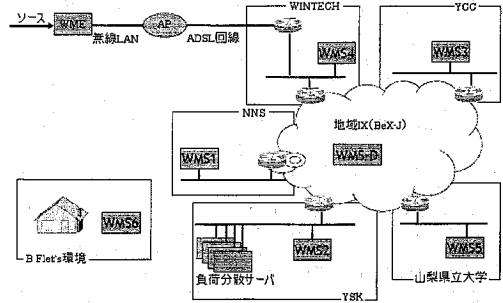 ソース
WME
無線LAN
AP
ADSL回線
WINTECH
WMS4
YCC
WMS3
NNS
WMS1
地域IX(BeX-J)
WMS-D
B Flet's環境
WMS6
負荷分散サーバ
WMS2
YSK
WMS5
山梨県立大学